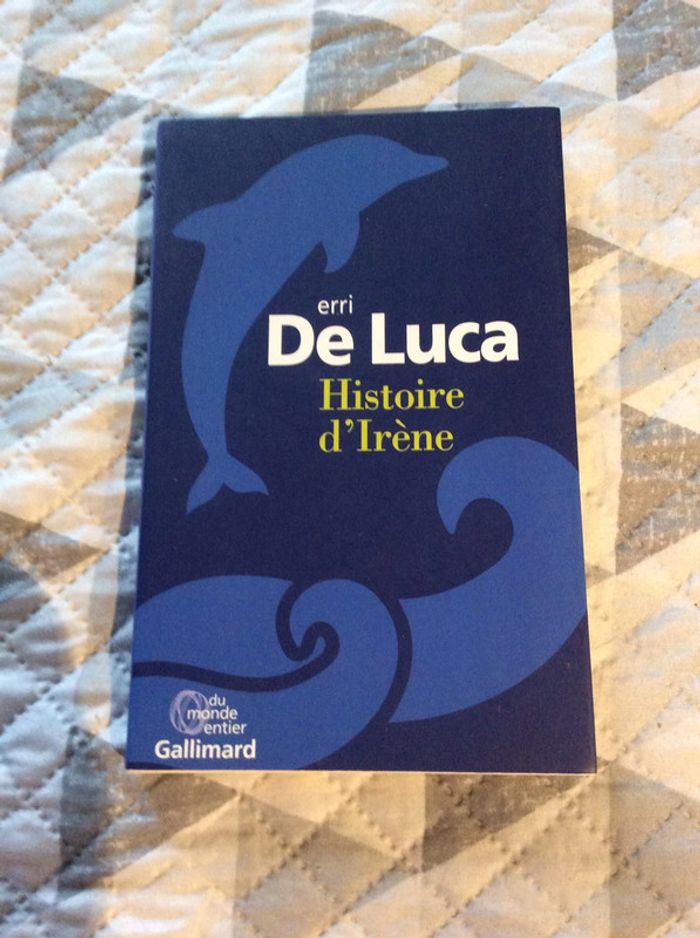 erri
De Luca
Histoire
d'Irène
du
monde
entier
Gallimard